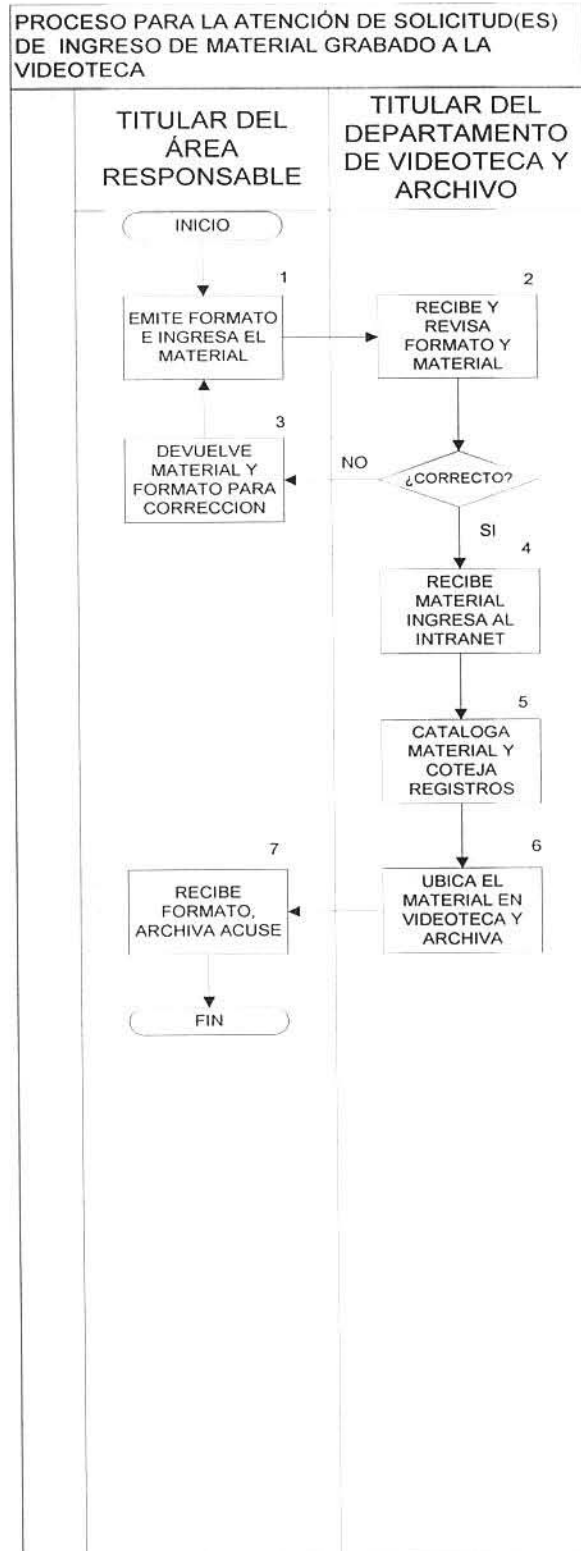 PROCESO PARA LA ATENCIÓN DE SOLICITUD(ES)
DE INGRESO DE MATERIAL GRABADO A LA
VIDEOTECA
TITULAR DEL
ÁREA
RESPONSABLE
TITULAR DEL
DEPARTAMENTO
DE VIDEOTECA Y
ARCHIVO
INICIO
1
EMITE FORMATO
E INGRESA EL
MATERIAL
2
RECIBE Y
REVISA
FORMATO Y
MATERIAL
3
DEVUELVE
MATERIAL Y
FORMATO PARA
CORRECCION
NO
¿CORRECTO?
SI
4
RECIBE
MATERIAL
INGRESA AL
INTRANET
5
CATALOGA
MATERIAL Y
COTEJA
REGISTROS
6
UBICA EL
MATERIAL EN
VIDEOTECA Y
ARCHIVA
7
RECIBE
FORMATO,
ARCHIVA ACUSE
FIN